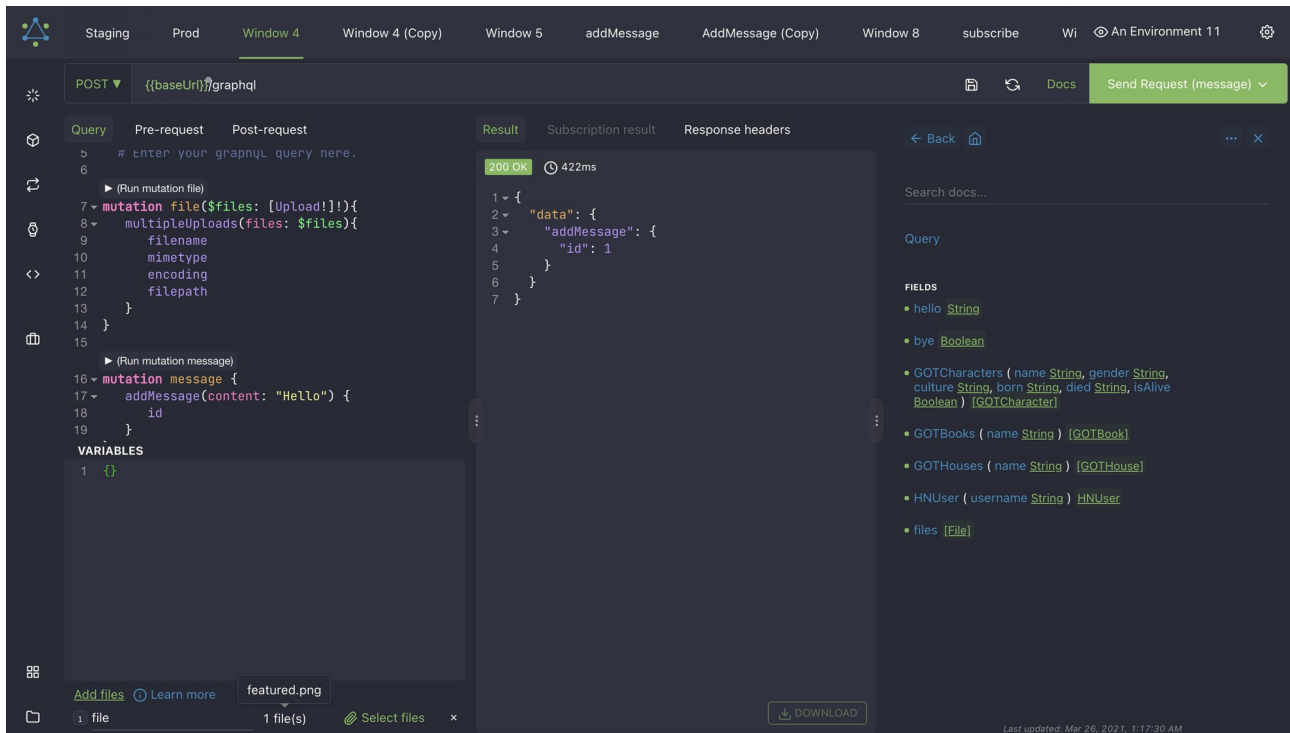 Staging Prod Window 4 Window 4 (Copy) Window 5 addMessage AddMessage (Copy) Window 8 subscribe Wi An Environment 11
POST ▼ {{baseUrl}}/graphql Docs Send Request (message)
Query Pre-request Post-request
5 # Enter your graphQL query here.
6
▶ (Run mutation file)
7 mutation file($files: [Upload!]!){
8 multipleUploads(files: $files){
9 filename
10 mimetype
11 encoding
12 filepath
13 }
14 }
15
▶ (Run mutation message)
16 mutation message {
17 addMessage(content: "Hello") {
18 id
19 }
VARIABLES
1 {}
Add files Learn more
featured.png
1 file 1 file(s) Select files ×
Result Subscription result Response headers
200 OK 422ms
1 {
2 "data": {
3 "addMessage": {
4 "id": 1
5 }
6 }
7 }
DOWNLOAD
← Back ... ×
Search docs...
Query
FIELDS
hello String
bye Boolean
GOTCharacters ( name String, gender String,
culture String, born String, died String, isAlive
Boolean ) [GOTCharacter]
GOTBooks ( name String ) [GOTBook]
GOTHouses ( name String ) [GOTHouse]
HNUser ( username String ) HNUser
files [File]
Last updated: Mar 26, 2021, 1:17:30 AM